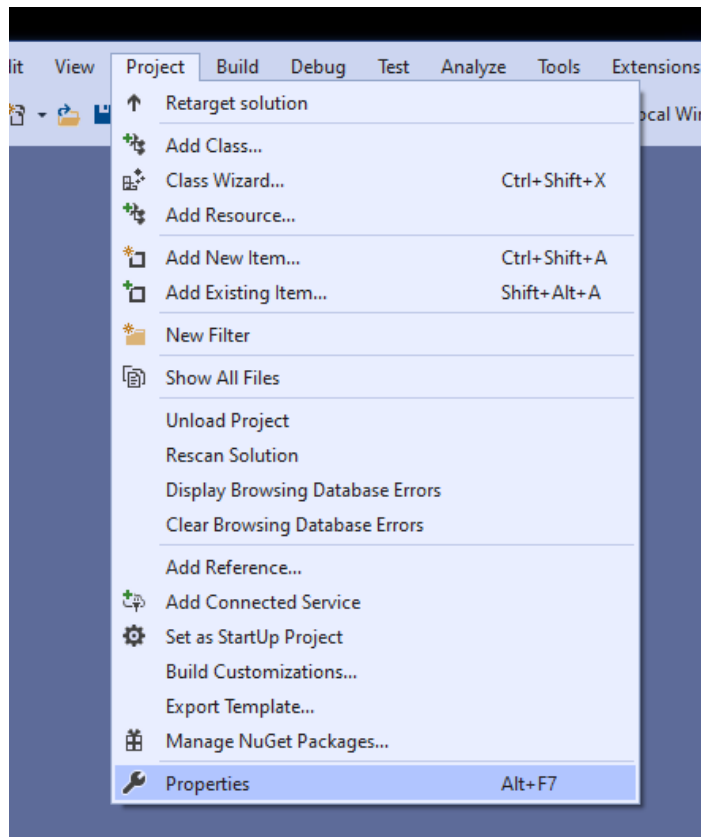 lit View Project Build Debug Test Analyze Tools Extensions
Retarget solution
ocal Win
Add Class...
Class Wizard... Ctrl+Shift+X
Add Resource...
Add New Item... Ctrl+Shift+A
Add Existing Item... Shift+Alt+A
New Filter
Show All Files
Unload Project
Rescan Solution
Display Browsing Database Errors
Clear Browsing Database Errors
Add Reference...
Add Connected Service
Set as StartUp Project
Build Customizations...
Export Template...
Manage NuGet Packages...
Properties Alt+F7